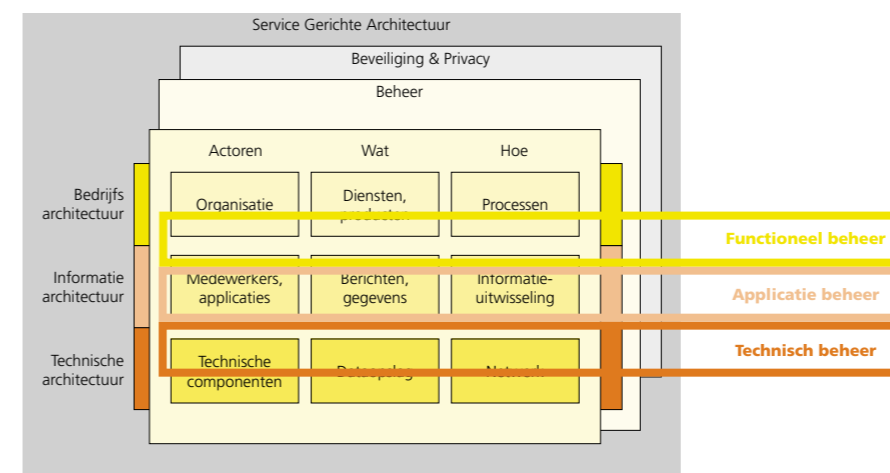 Service Gerichte Architectuur
Beveiliging & Privacy
Beheer
Actoren
Wat
Hoe
Bedrijfs
architectuur
Organisatie
Diensten,
producten
Processen
Functioneel beheer
Informatie
architectuur
Medewerkers,
applicaties
Berichten,
gegevens
Informatie-
uitwisseling
Applicatie beheer
Technische
architectuur
Technische
componenten
Dataopslag
Netwerk
Technisch beheer